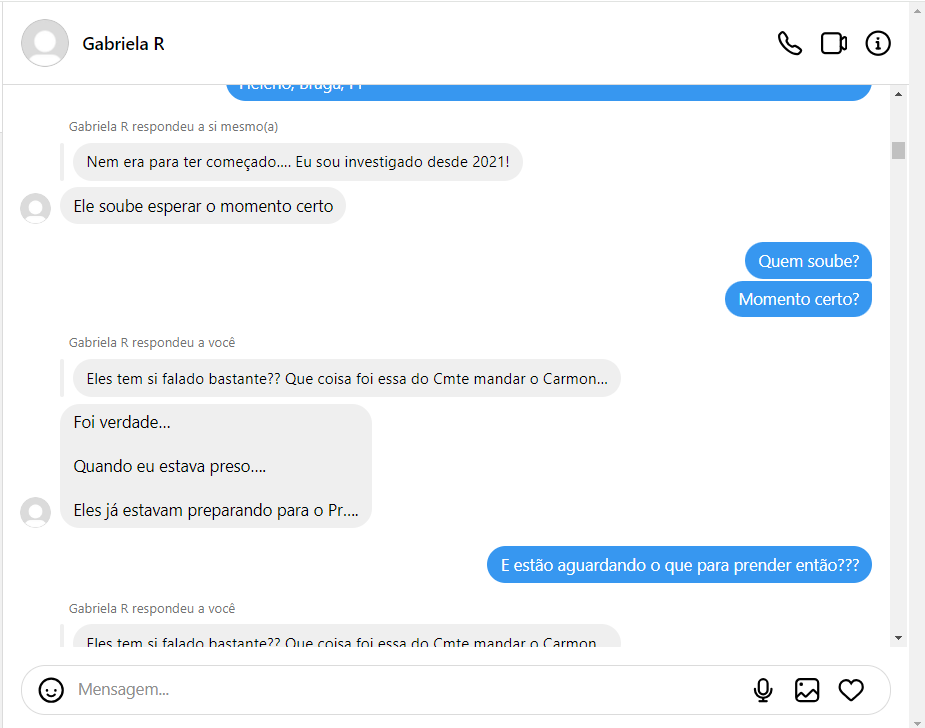 Gabriela R
Heleno, Braga, PF
Gabriela R respondeu a si mesmo(a)
Nem era para ter começado.... Eu sou investigado desde 2021!
Ele soube esperar o momento certo
Quem soube?
Momento certo?
Gabriela R respondeu a você
Eles tem si falado bastante?? Que coisa foi essa do Cmte mandar o Carmon...
Foi verdade...
Quando eu estava preso....
Eles já estavam preparando para o Pr....
E estão aguardando o que para prender então???
Gabriela R respondeu a você
Eles tem si falado bastante?? Que coisa foi essa do Cmte mandar o Carmon...
Mensagem...